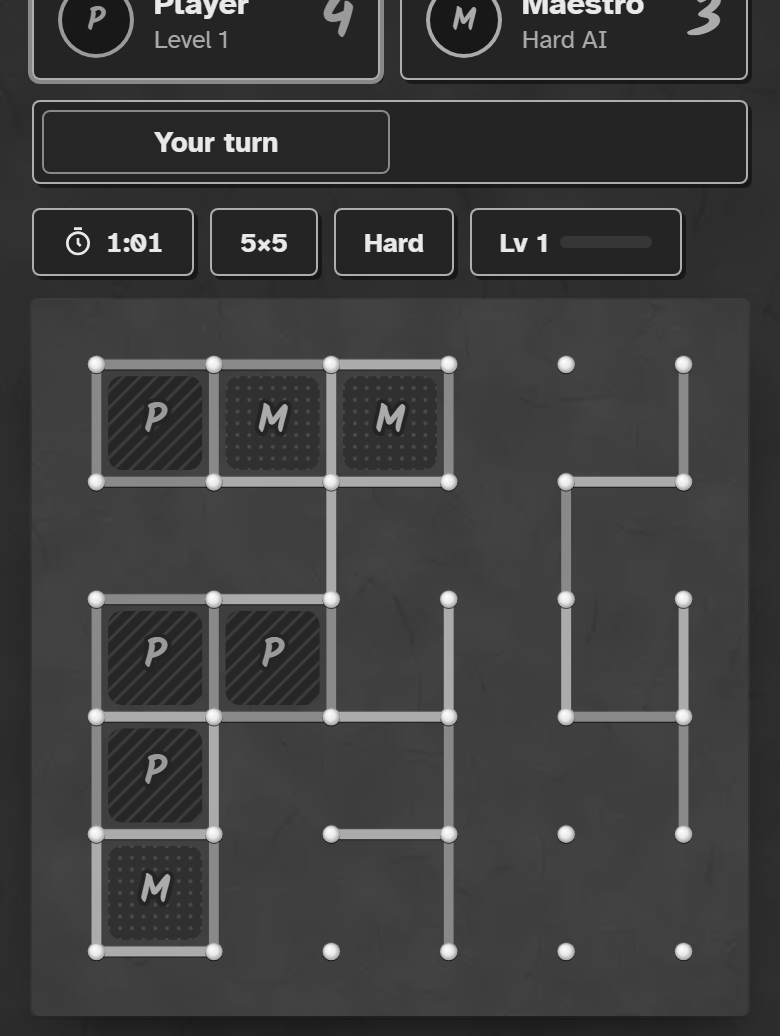 P Player 4 M Maestro 3
Level 1 Hard AI
Your turn
1:01 5×5 Hard Lv 1
P M M
P P
P
M